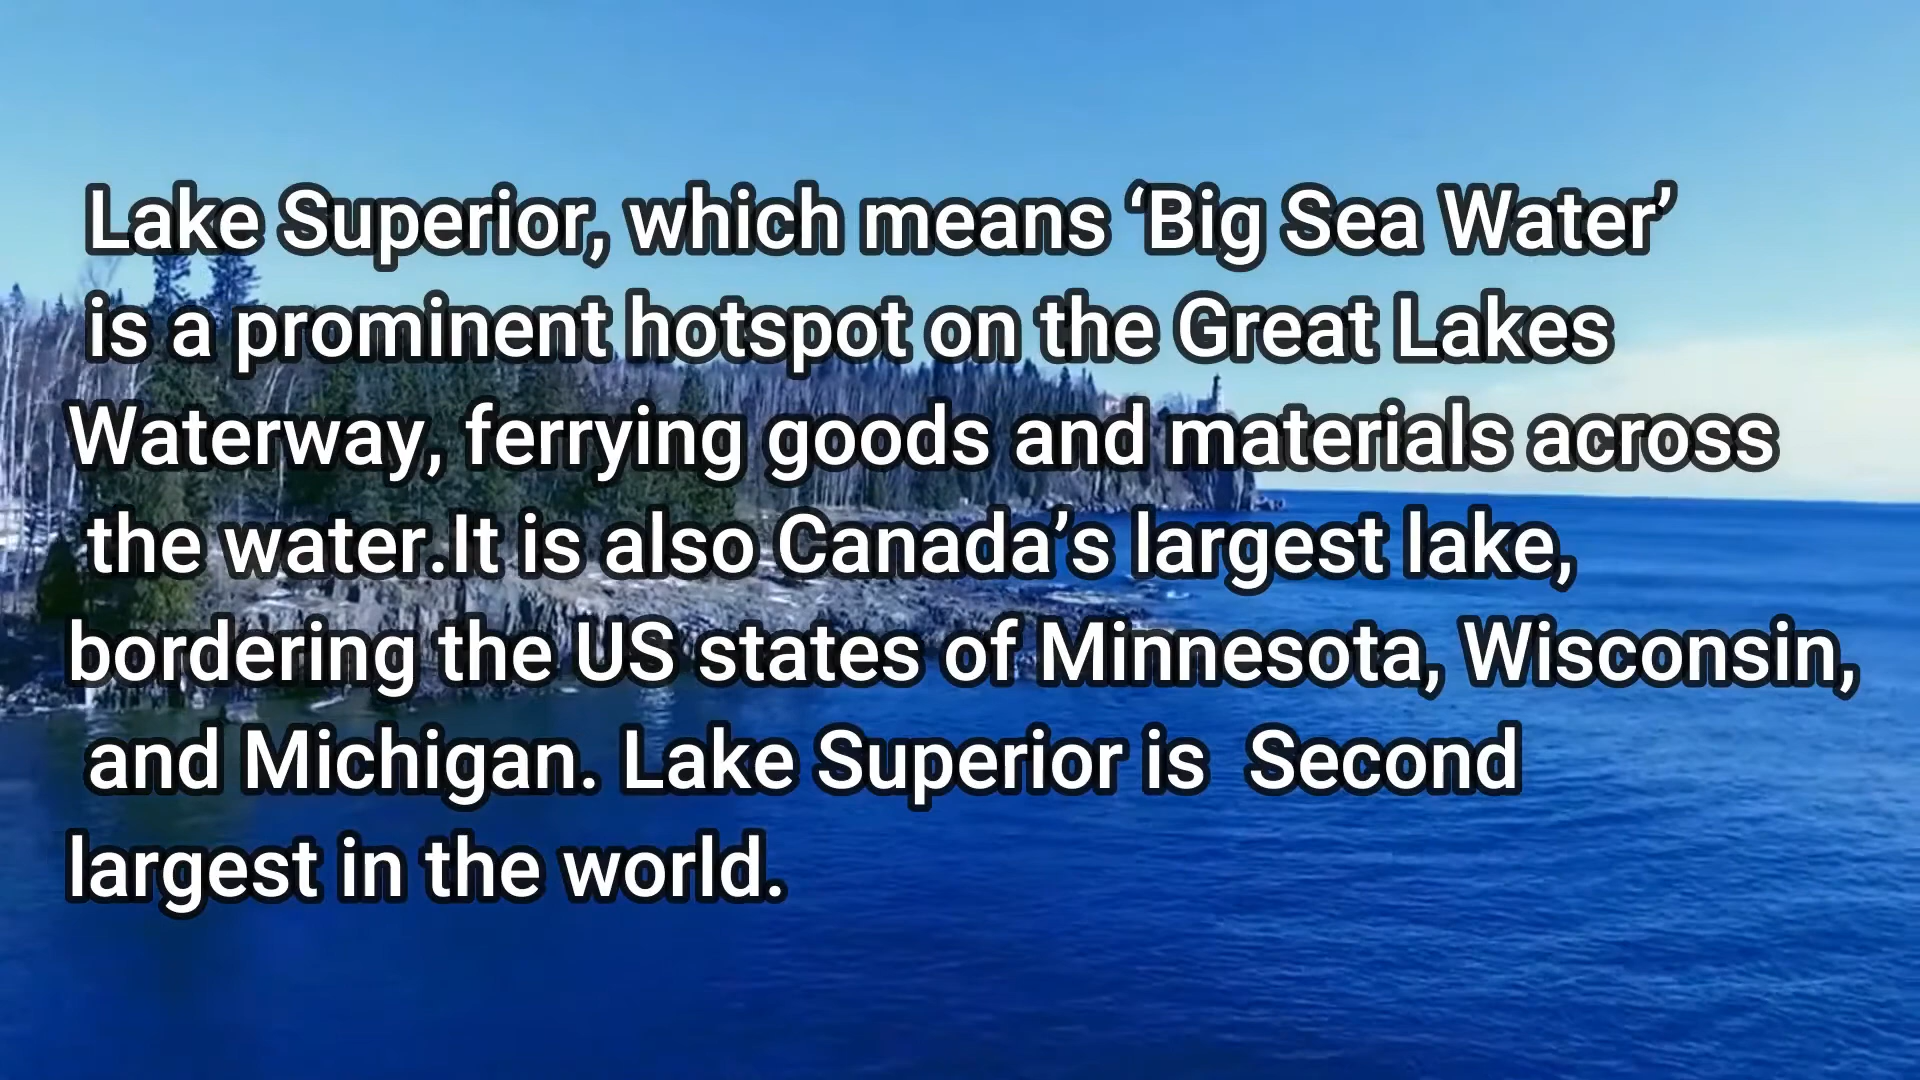 Lake Superior, which means ‘Big Sea Water’
is a prominent hotspot on the Great Lakes
Waterway, ferrying goods and materials across
the water.It is also Canada’s largest lake,
bordering the US states of Minnesota, Wisconsin,
and Michigan. Lake Superior is  Second
largest in the world.